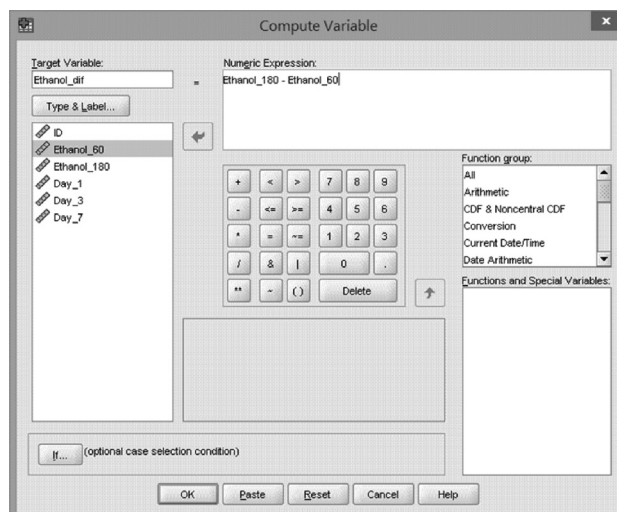 Compute Variable
x
Target Variable:
Ethanol_dif
=
Numeric Expression:
Ethanol_180 - Ethanol_60
Type & Label...
ID
Ethanol_60
Ethanol_180
Day_1
Day_3
Day_7
+ < > 7 8 9
- <= >= 4 5 6
* = ~= 1 2 3
/ & | 0 .
** ~ ( ) Delete
Function group:
All
Arithmetic
CDF & Noncentral CDF
Conversion
Current Date/Time
Date Arithmetic
Functions and Special Variables:
If... (optional case selection condition)
OK Paste Reset Cancel Help